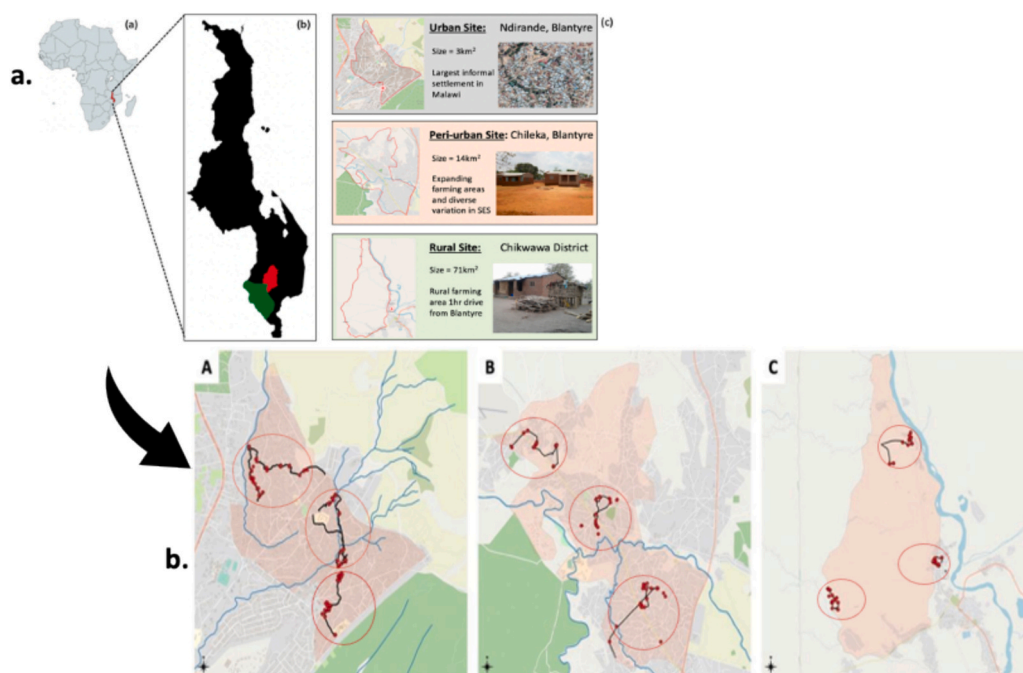 a.
(a)
(b)
(c)
Urban Site: Ndirande, Blantyre
Size = 3km²
Largest informal
settlement in
Malawi
Peri-urban Site: Chileka, Blantyre
Size = 14km²
Expanding
farming areas
and diverse
variation in SES
Rural Site: Chikwawa District
Size = 71km²
Rural farming
area 1hr drive
from Blantyre
b.
A
B
C